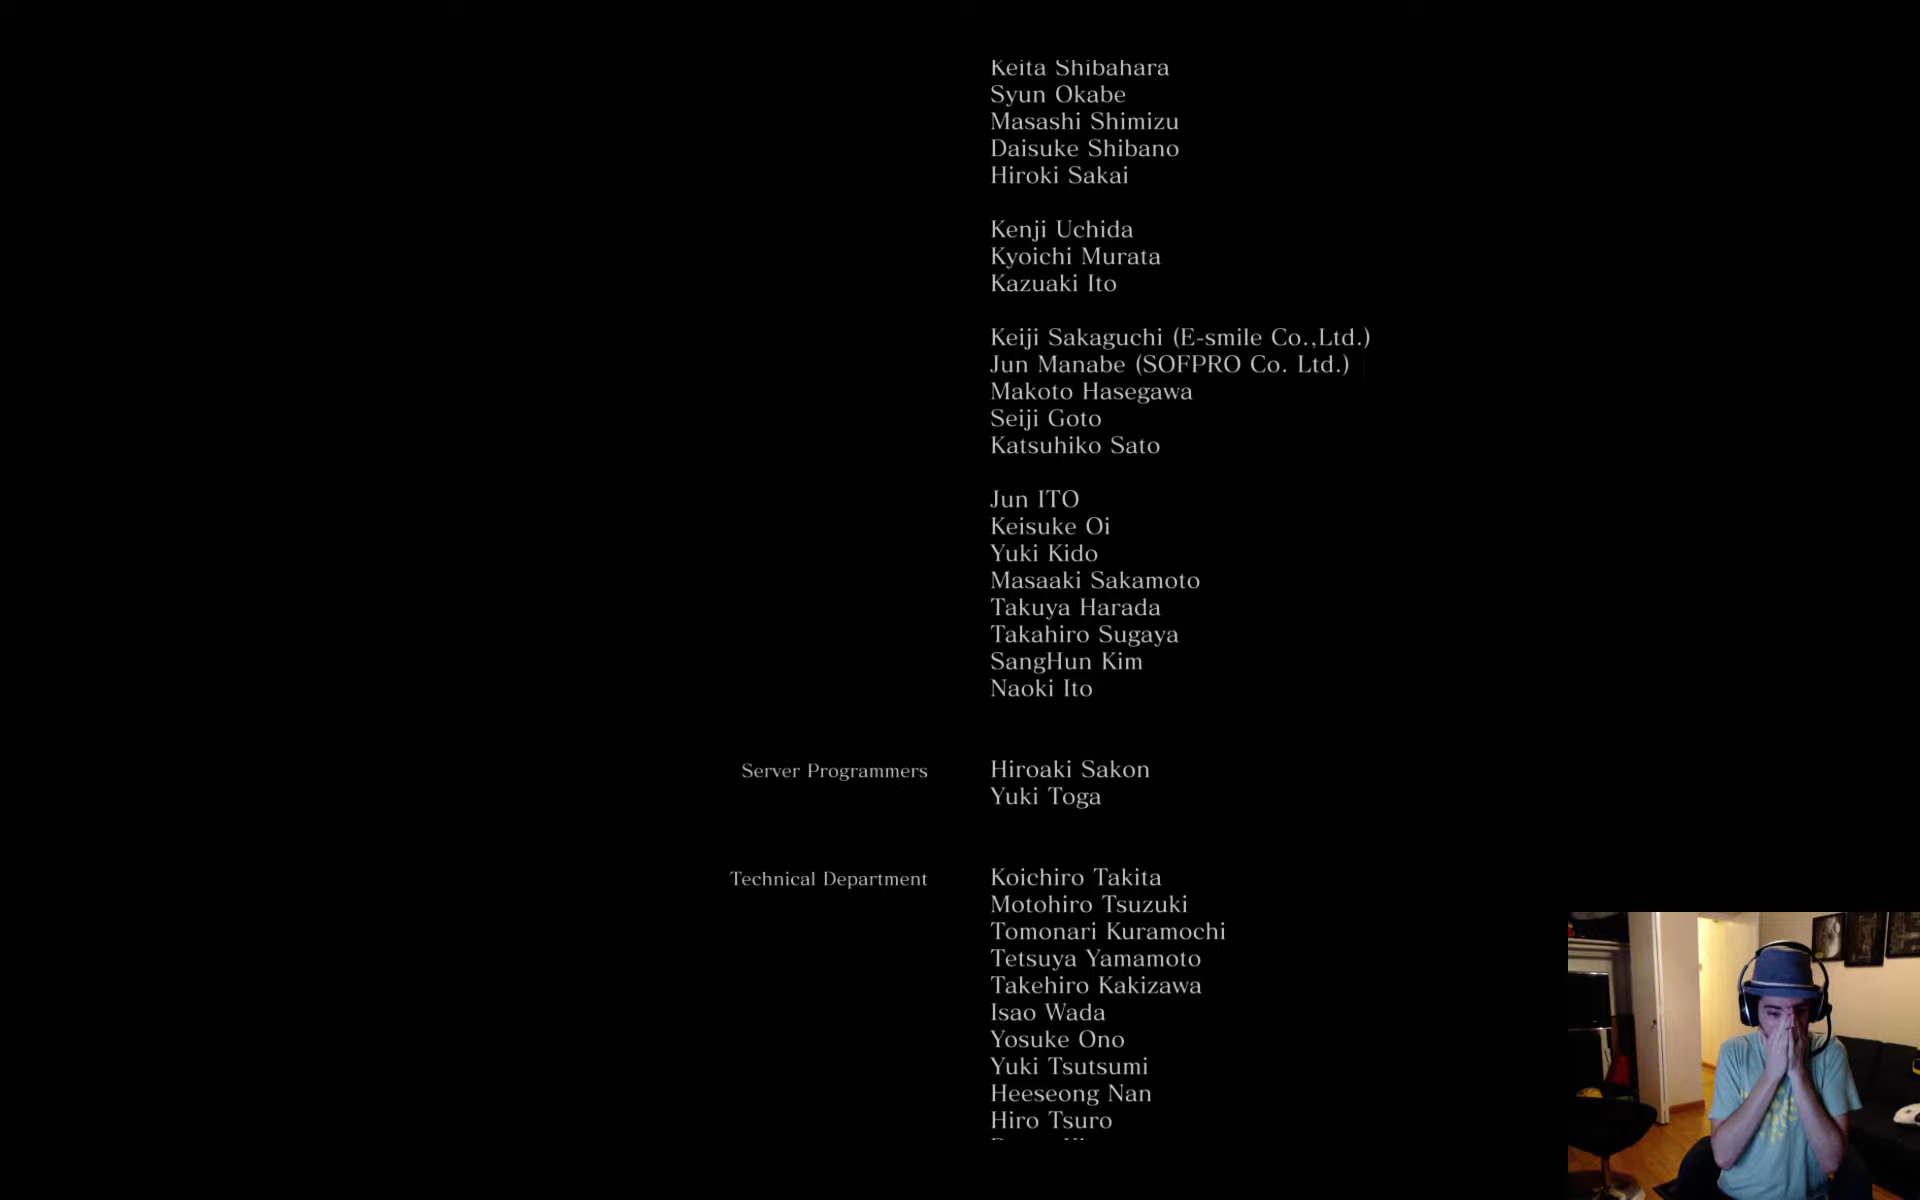 Keita Shibahara
Syun Okabe
Masashi Shimizu
Daisuke Shibano
Hiroki Sakai
Kenji Uchida
Kyoichi Murata
Kazuaki Ito
Keiji Sakaguchi (E-smile Co.,Ltd.)
Jun Manabe (SOFPRO Co. Ltd.)
Makoto Hasegawa
Seiji Goto
Katsuhiko Sato
Jun ITO
Keisuke Oi
Yuki Kido
Masaaki Sakamoto
Takuya Harada
Takahiro Sugaya
SangHun Kim
Naoki Ito
Server Programmers Hiroaki Sakon
Yuki Toga
Technical Department Koichiro Takita
Motohiro Tsuzuki
Tomonari Kuramochi
Tetsuya Yamamoto
Takehiro Kakizawa
Isao Wada
Yosuke Ono
Yuki Tsutsumi
Heeseong Nan
Hiro Tsuro